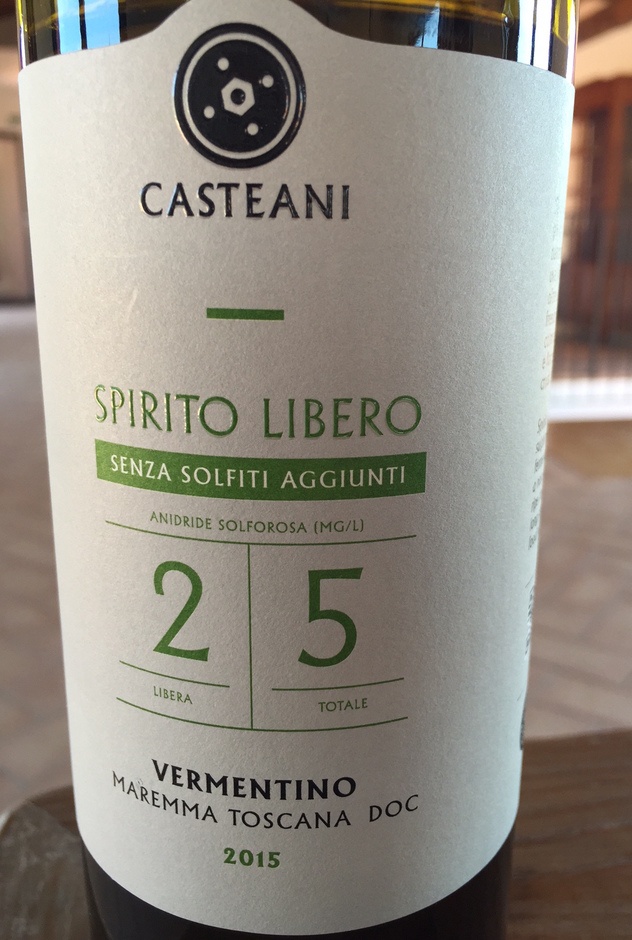 CASTEANI
SPIRITO LIBERO
SENZA SOLFITI AGGIUNTI
ANIDRIDE SOLFOROSA (MG/L)
2 5
LIBERA TOTALE
VERMENTINO
MAREMMA TOSCANA DOC
2015